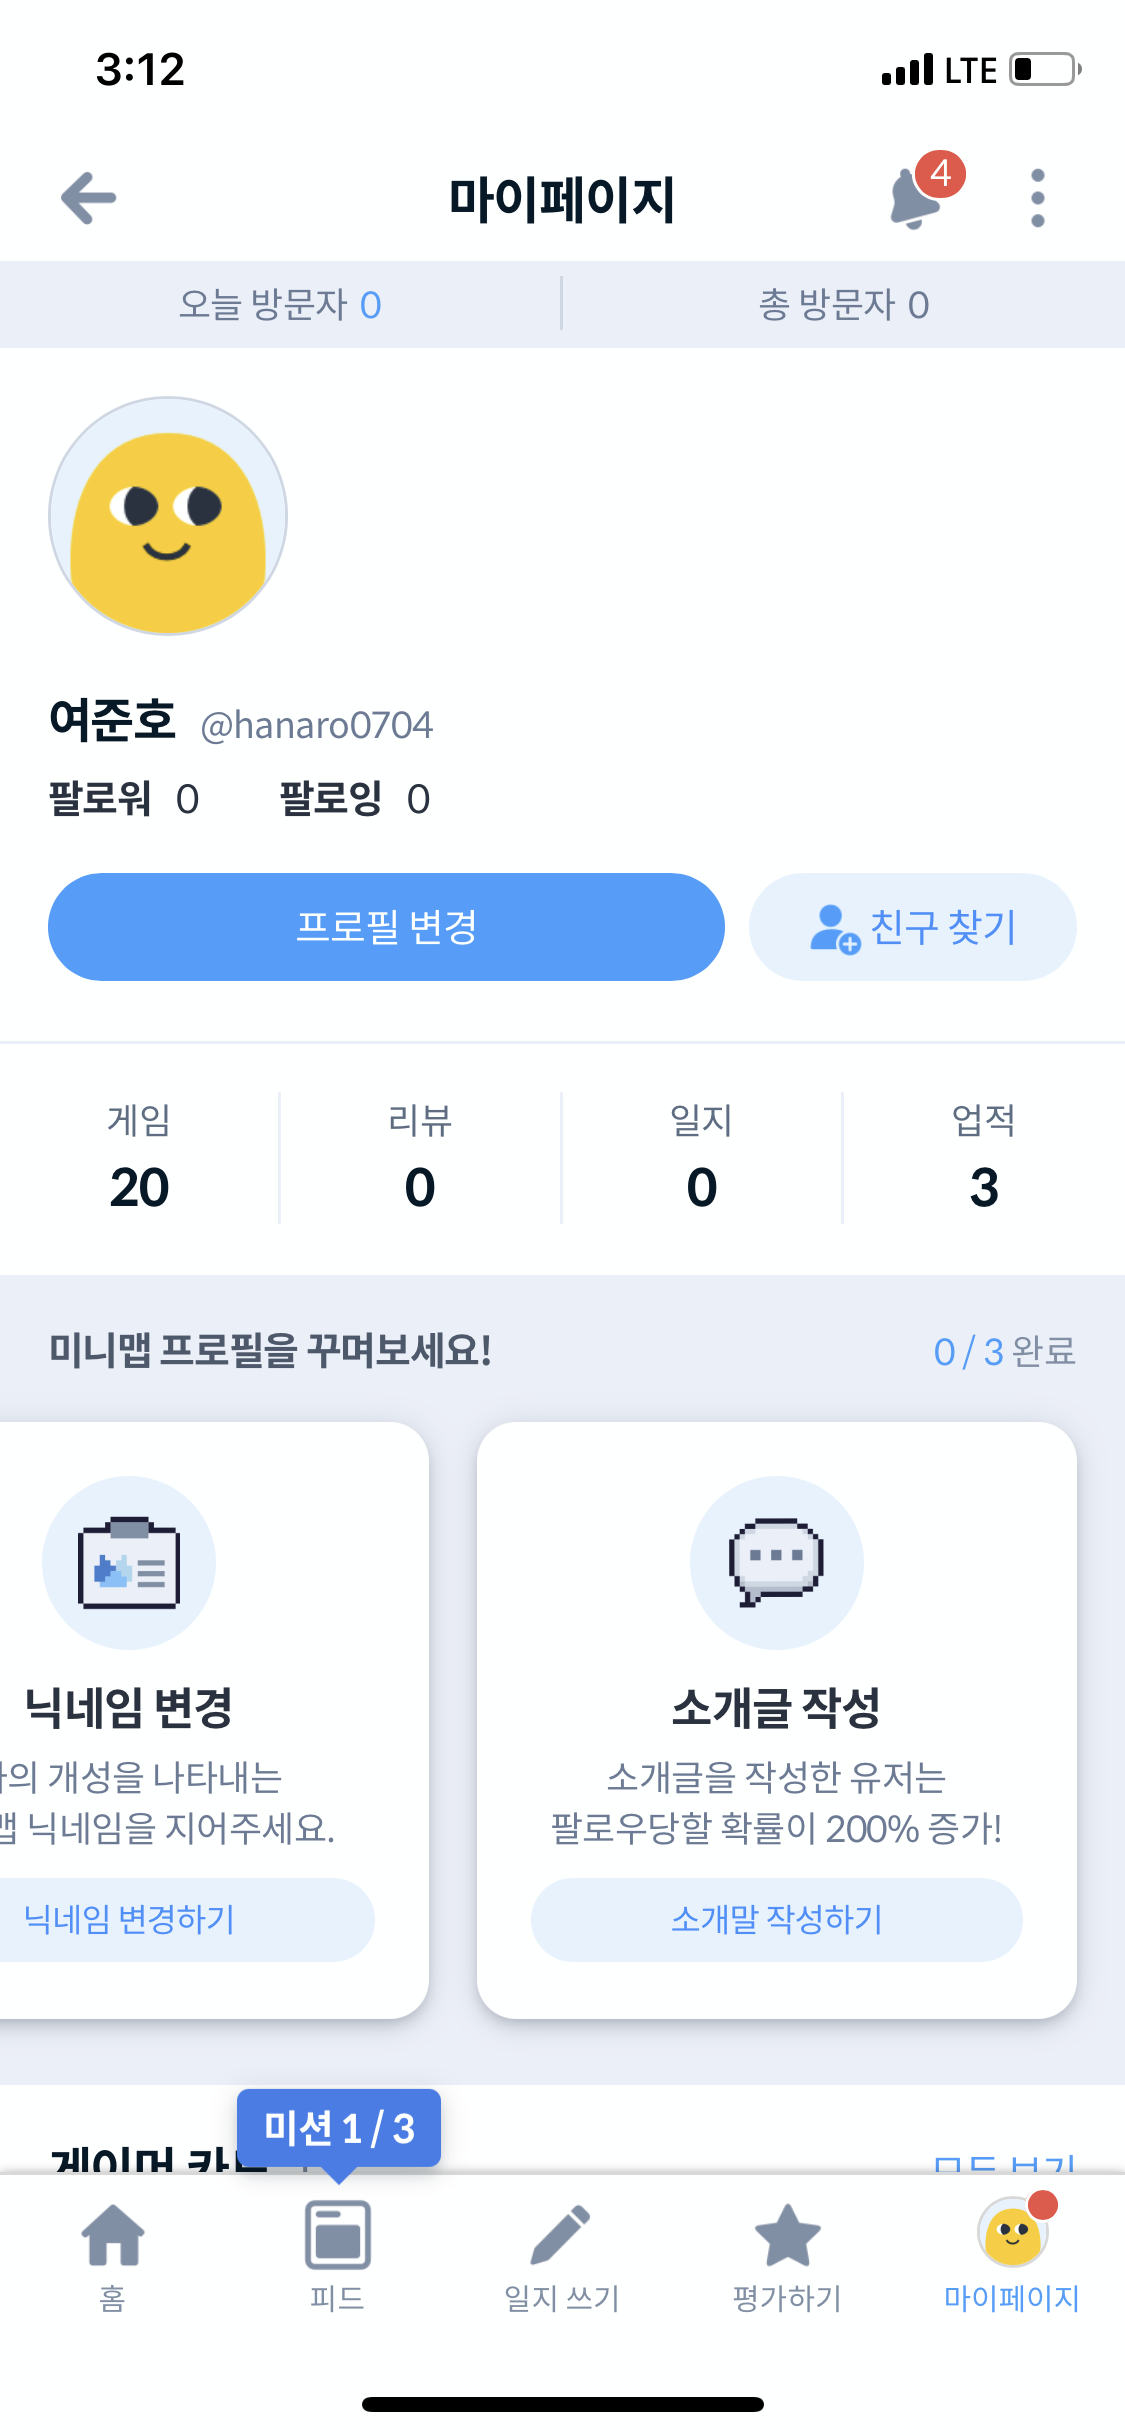 3:12 LTE
마이페이지 4
오늘 방문자 0 총 방문자 0
여준호 @hanaro0704
팔로워 0 팔로잉 0
프로필 변경 친구 찾기
게임 리뷰 일지 업적
20 0 0 3
미니맵 프로필을 꾸며보세요! 0 / 3 완료
닉네임 변경
개성을 나타내는
닉네임을 지어주세요.
닉네임 변경하기
소개글 작성
소개글을 작성한 유저는
팔로우당할 확률이 200% 증가!
소개말 작성하기
미션 1 / 3
게이머 모두 보기
홈 피드 일지 쓰기 평가하기 마이페이지